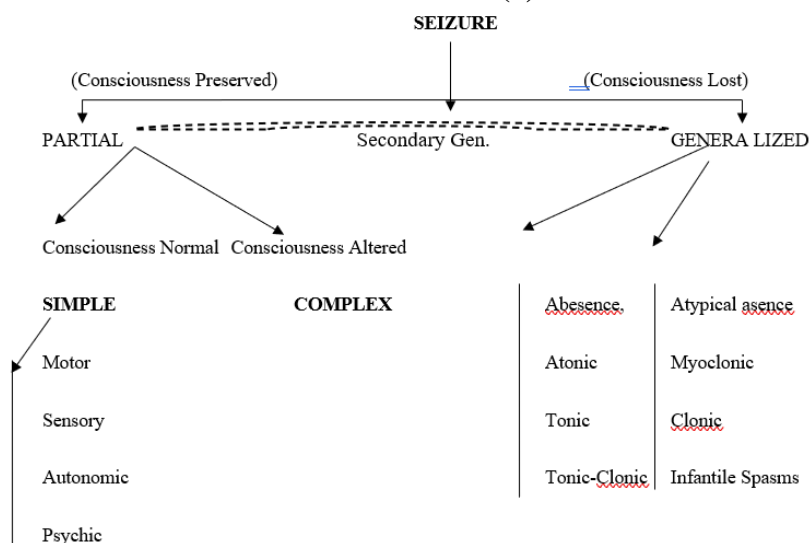 SEIZURE
(Consciousness Preserved) (Consciousness Lost)
PARTIAL Secondary Gen. GENERA LIZED
Consciousness Normal Consciousness Altered
SIMPLE COMPLEX Abesence, Atypical asence
Motor Atonic Myoclonic
Sensory Tonic Clonic
Autonomic Tonic-Clonic Infantile Spasms
Psychic